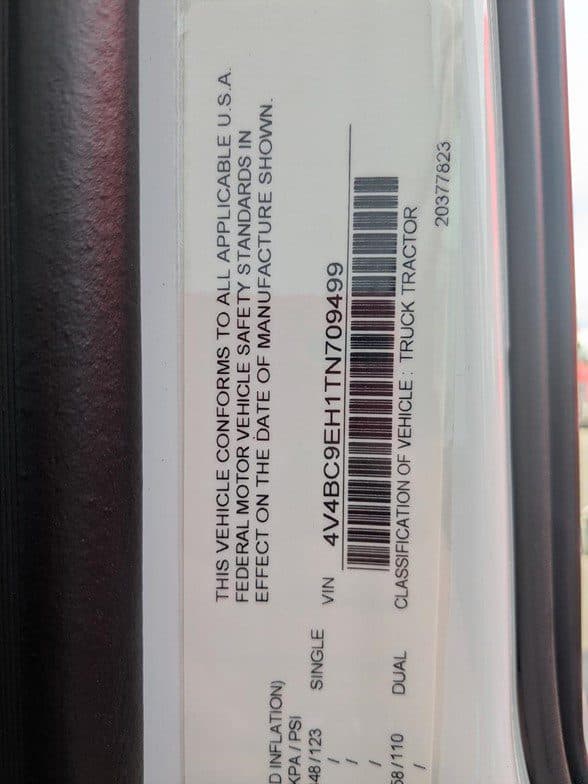 THIS VEHICLE CONFORMS TO ALL APPLICABLE U.S.A.
FEDERAL MOTOR VEHICLE SAFETY STANDARDS IN
EFFECT ON THE DATE OF MANUFACTURE SHOWN.
D INFLATION)
KPA / PSI
48 / 123 SINGLE VIN 4V4BC9EH1TN709499
/
/
/
58 / 110 DUAL CLASSIFICATION OF VEHICLE : TRUCK TRACTOR
/
20377823